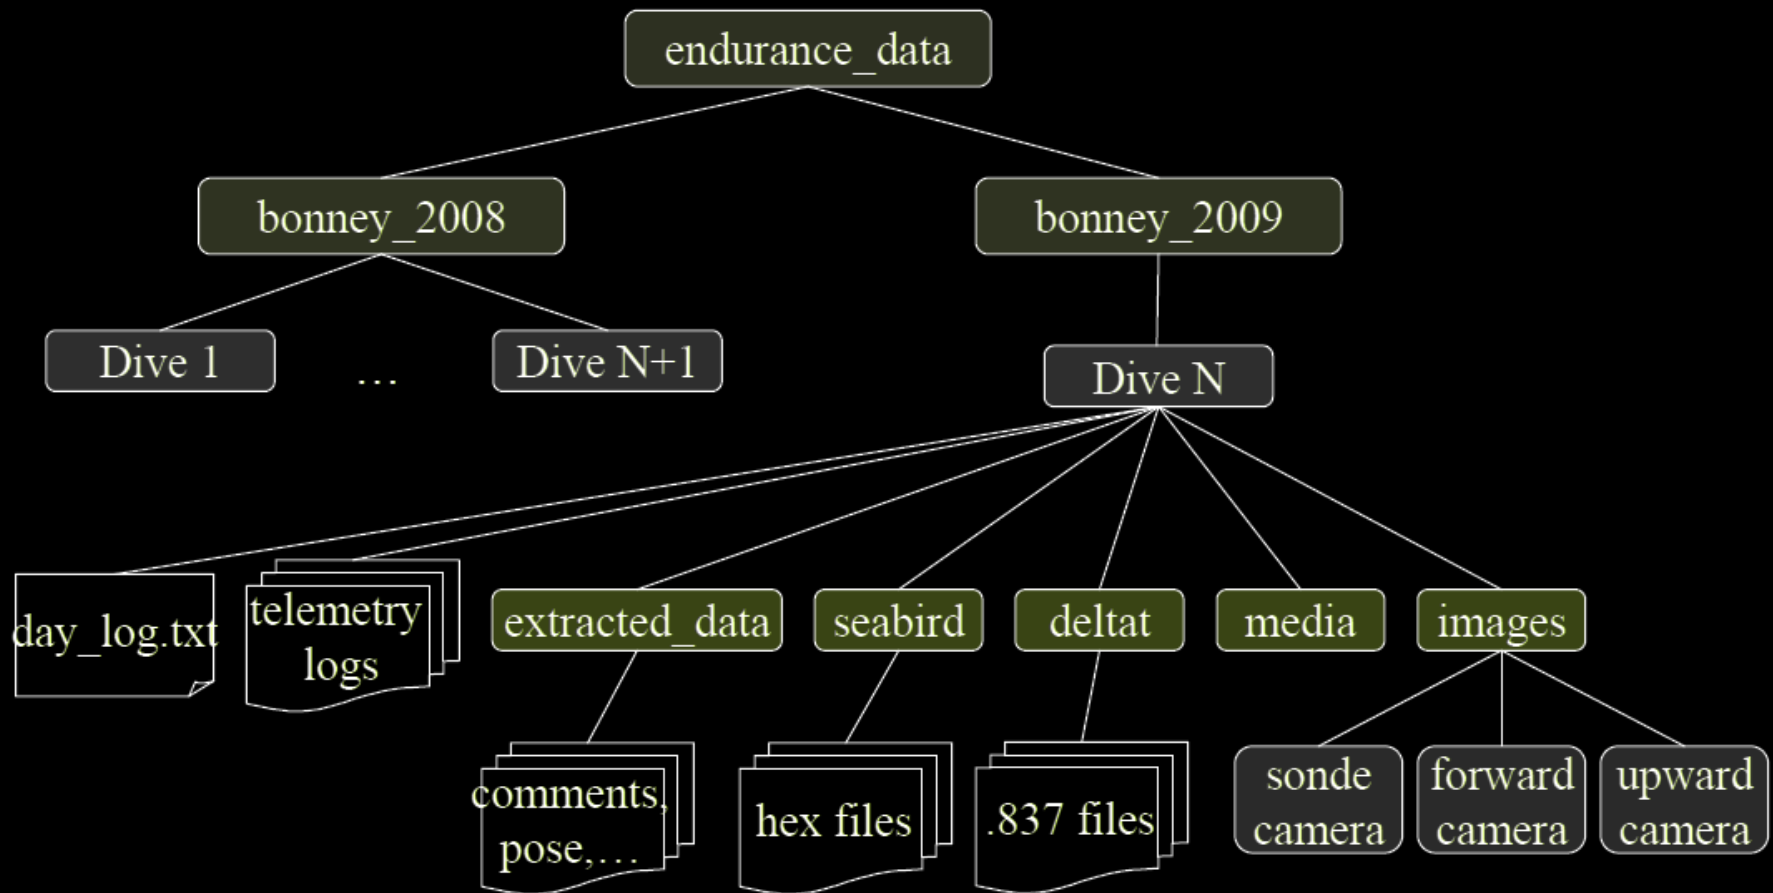 endurance_data
bonney_2008
bonney_2009
Dive 1
...
Dive N+1
Dive N
day_log.txt
telemetry
logs
extracted_data
seabird
deltat
media
images
comments,
pose,...
hex files
.837 files
sonde
camera
forward
camera
upward
camera